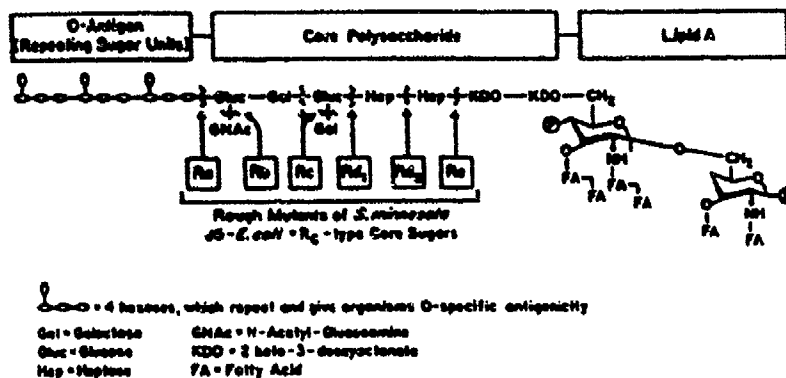 O-Antigen
[Repeating Sugar Units]
Core Polysaccharide
Lipid A
Gluc Gal Gluc Hep Hep KDO KDO CH2
GNAc Gal
P
O O
NH
O
CH2
FA FA
FA FA
O O
NH
FA
FA
Ra Rb Rc Rd1 Rd2 Re
Rough Mutants of S. minnesota
J5-E. coli = Rc-type Core Sugars
= 4 hexoses, which repeat and give organisms O-specific antigenicity
Gal = Galactose GNAc = N-Acetyl-Glucosamine
Gluc = Glucose KDO = 2 keto-3-deoxyoctonate
Hep = Heptose FA = Fatty Acid